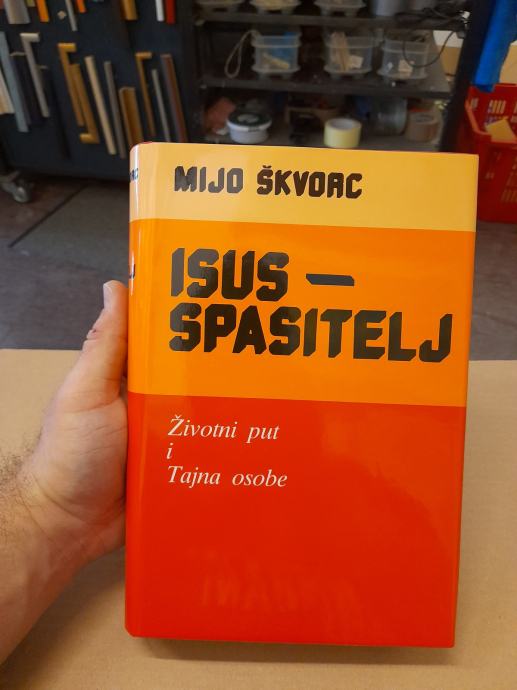 MIJO ŠKVORC
ISUS —
SPASITELJ
Životni put
i
Tajna osobe